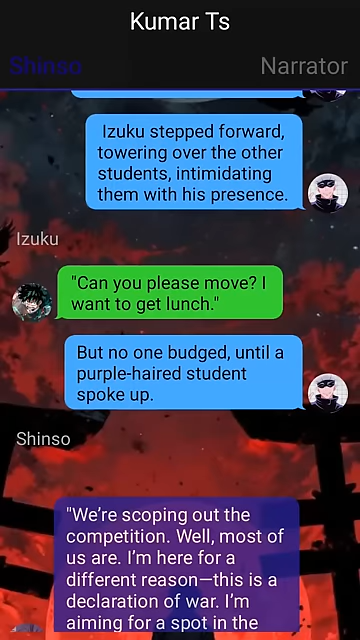 Kumar Ts
Shinso
Narrator
Izuku stepped forward,
towering over the other
students, intimidating
them with his presence.
Izuku
"Can you please move? I
want to get lunch."
But no one budged, until a
purple-haired student
spoke up.
Shinso
"We're scoping out the
competition. Well, most of
us are. I'm here for a
different reason—this is a
declaration of war. I'm
aiming for a spot in the